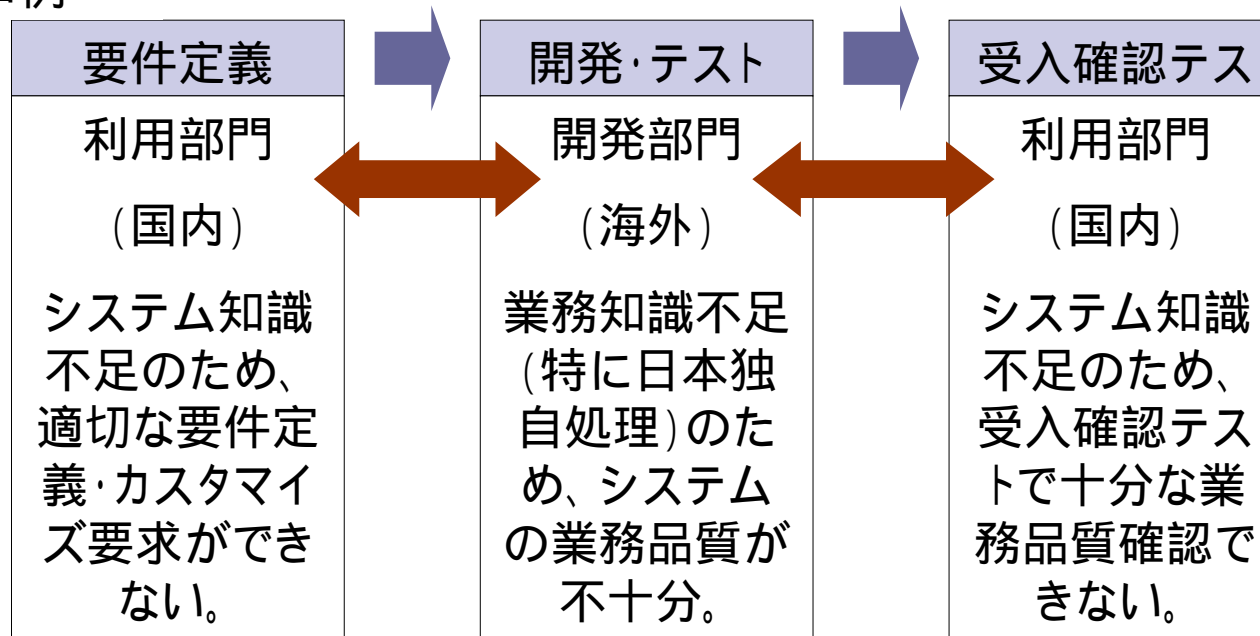 要件定義
利用部門
(国内)
システム知識
不足のため、
適切な要件定
義・カスタマイ
ズ要求ができ
ない。
開発・テスト
開発部門
(海外)
業務知識不足
(特に日本独
自処理)のた
め、システム
の業務品質が
不十分。
受入確認テス
利用部門
(国内)
システム知識
不足のため、
受入確認テス
トで十分な業
務品質確認で
きない。